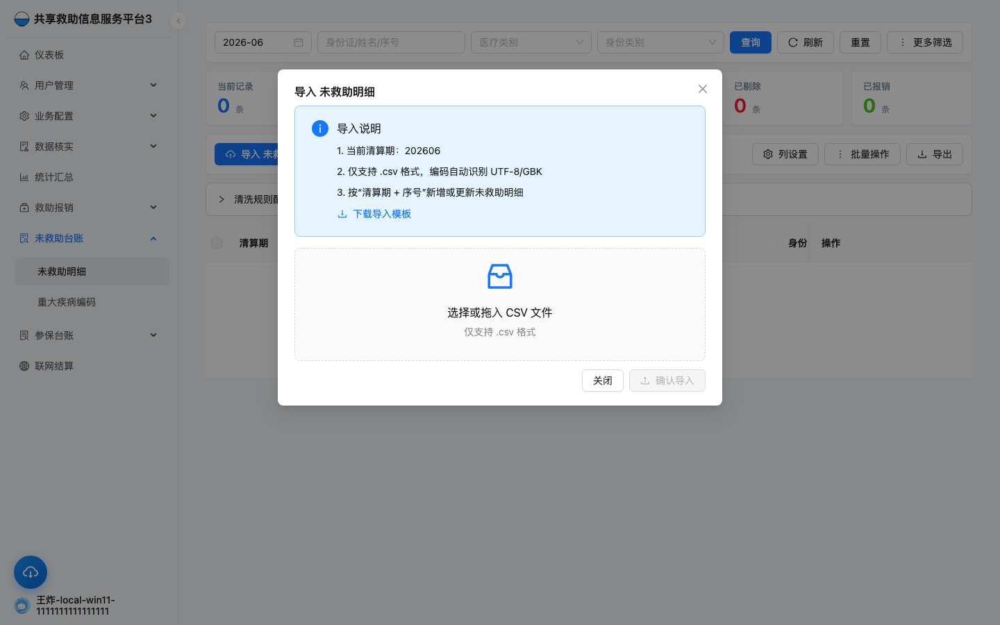 共享救助信息服务平台3
仪表板
用户管理
业务配置
数据核实
统计汇总
救助报销
未救助台账
未救助明细
重大疾病编码
参保台账
联网结算
王炸-local-win11-
1111111111111111
2026-06
身份证/姓名/序号
医疗类别
身份类别
查询
刷新
重置
更多筛选
当前记录
0 条
已剔除
0 条
已报销
0 条
导入 未救
列设置
批量操作
导出
清洗规则配
清算期
身份
操作
导入 未救助明细
导入说明
1. 当前清算期：202606
2. 仅支持 .csv 格式，编码自动识别 UTF-8/GBK
3. 按“清算期 + 序号”新增或更新未救助明细
下载导入模板
选择或拖入 CSV 文件
仅支持 .csv 格式
关闭
确认导入